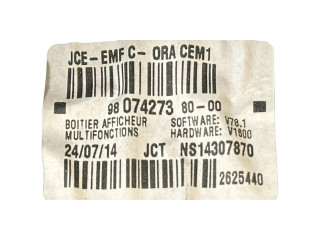 JCE-EMF C- ORA CEM1
98 074273 80-00
BOITIER AFFICHEUR SOFTWARE: V78.1
MULTIFONCTIONS HARDWARE: V1600
24/07/14 JCT NS14307870
2625440